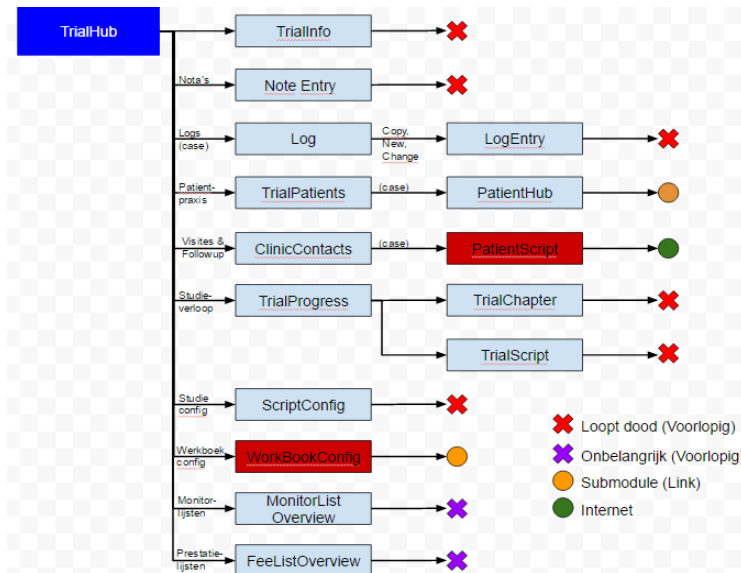 TrialHub
TrialInfo
Nota's
Note Entry
Logs
(case)
Log
Copy,
New,
Change
LogEntry
Patient-
praxis
TrialPatients
(case)
PatientHub
Visites &
Followup
ClinicContacts
(case)
PatientScript
Studie-
verloop
TrialProgress
TrialChapter
TrialScript
Studie
config
ScriptConfig
Werkboek
config
WorkBookConfig
Monitor-
lijsten
MonitorList
Overview
Prestatie-
lijsten
FeeListOverview
Loopt dood (Voorlopig)
Onbelangrijk (Voorlopig)
Submodule (Link)
Internet